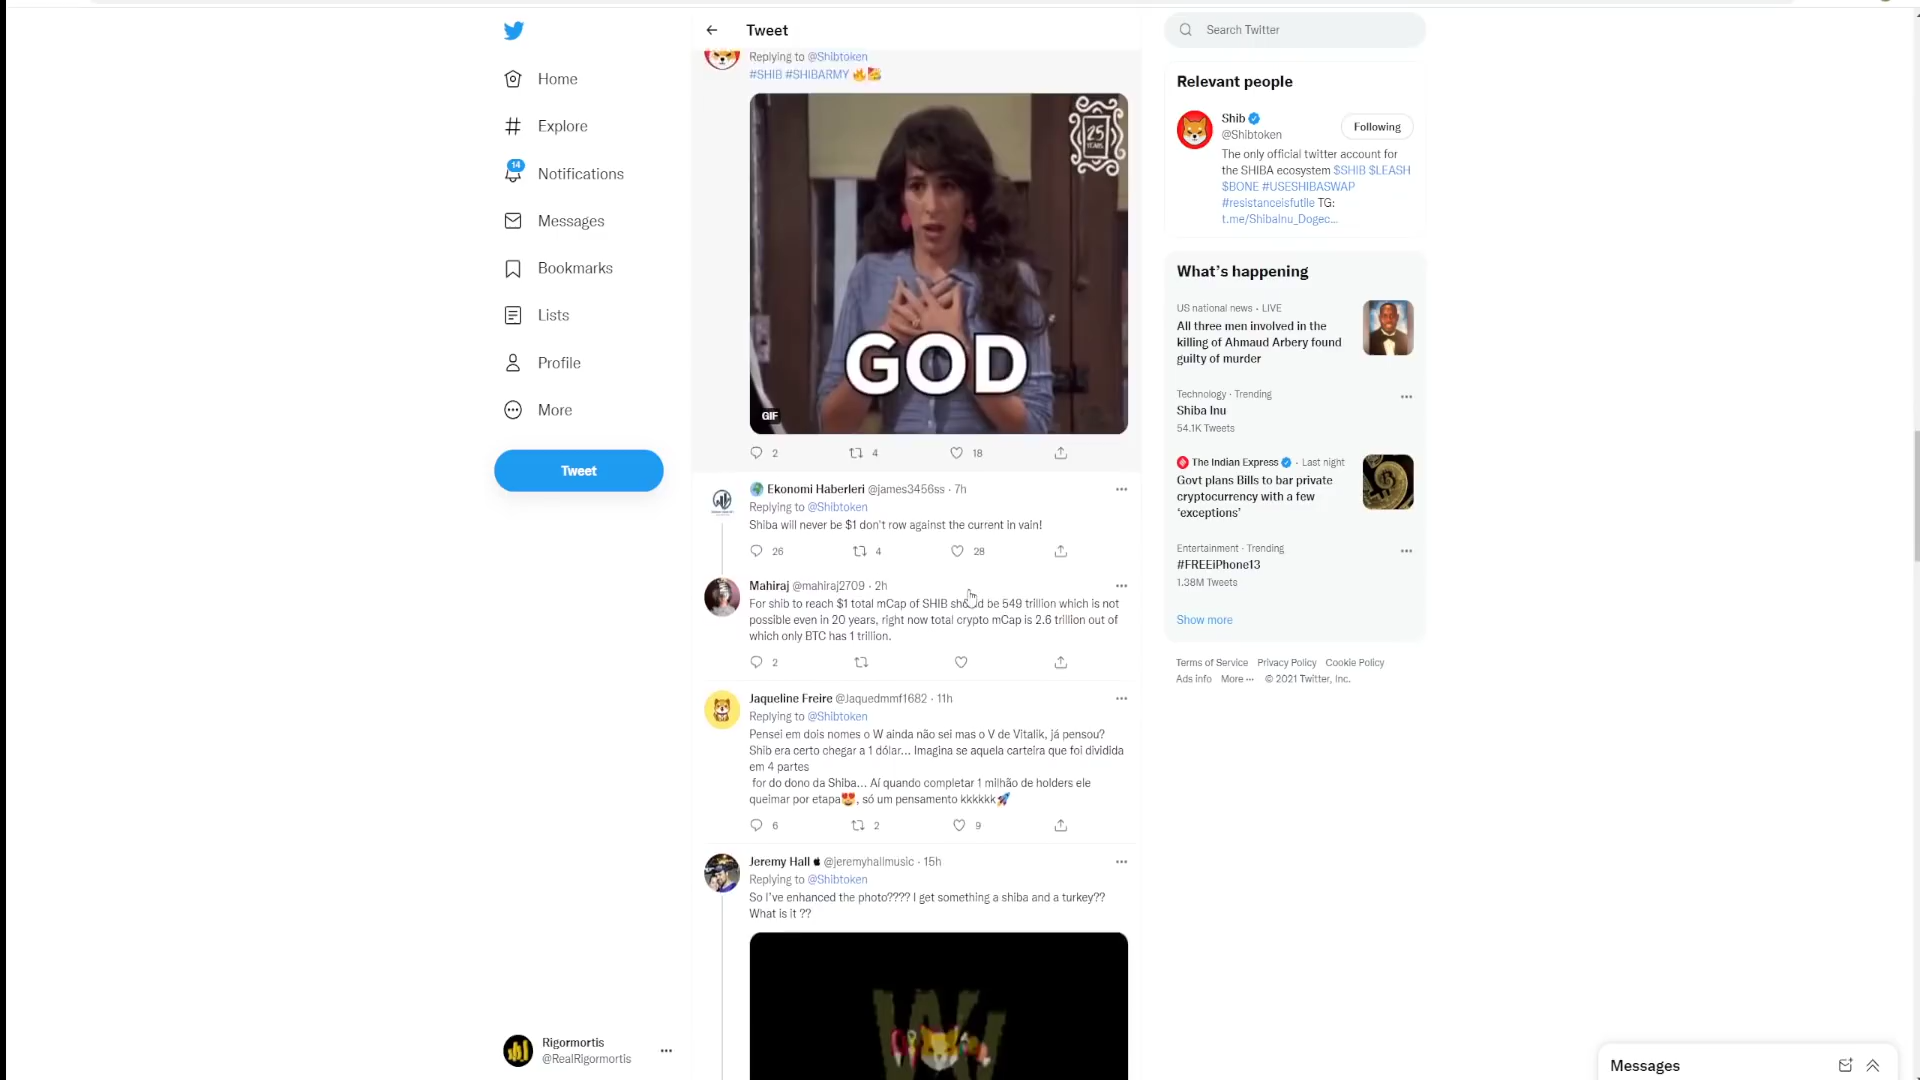 Home
Explore
14
Notifications
Messages
Bookmarks
Lists
Profile
More
Tweet
Rigormortis
@RealRigormortis
Tweet
Replying to @Shibtoken
#SHIB #SHIBARMY
25
YEARS
GOD
GIF
2 4 18
Ekonomi Haberleri @james3456ss · 7h
Replying to @Shibtoken
Shiba will never be $1 don't row against the current in vain!
26 4 28
Mahiraj @mahiraj2709 · 2h
For shib to reach $1 total mCap of SHIB should be 549 trillion which is not
possible even in 20 years, right now total crypto mCap is 2.6 trillion out of
which only BTC has 1 trillion.
2
Jaqueline Freire @Jaquedmmf1682 · 11h
Replying to @Shibtoken
Pensei em dois nomes o W ainda não sei mas o V de Vitalik, já pensou?
Shib era certo chegar a 1 dólar... Imagina se aquela carteira que foi dividida
em 4 partes
for do dono da Shiba... Aí quando completar 1 milhão de holders ele
queimar por etapa, só um pensamento kkkkkk
6 2 9
Jeremy Hall @jeremyhallmusic · 15h
Replying to @Shibtoken
So I've enhanced the photo???? I get something a shiba and a turkey??
What is it ??
Search Twitter
Relevant people
Shib
@Shibtoken
Following
The only official twitter account for
the SHIBA ecosystem $SHIB $LEASH
$BONE #USESHIBASWAP
#resistanceisfutile TG:
t.me/ShibaInu_Dogec...
What's happening
US national news · LIVE
All three men involved in the
killing of Ahmaud Arbery found
guilty of murder
Technology · Trending
Shiba Inu
54.1K Tweets
The Indian Express · Last night
Govt plans Bills to bar private
cryptocurrency with a few
'exceptions'
Entertainment · Trending
#FREEiPhone13
1.38M Tweets
Show more
Terms of Service Privacy Policy Cookie Policy
Ads info More ··· © 2021 Twitter, Inc.
Messages